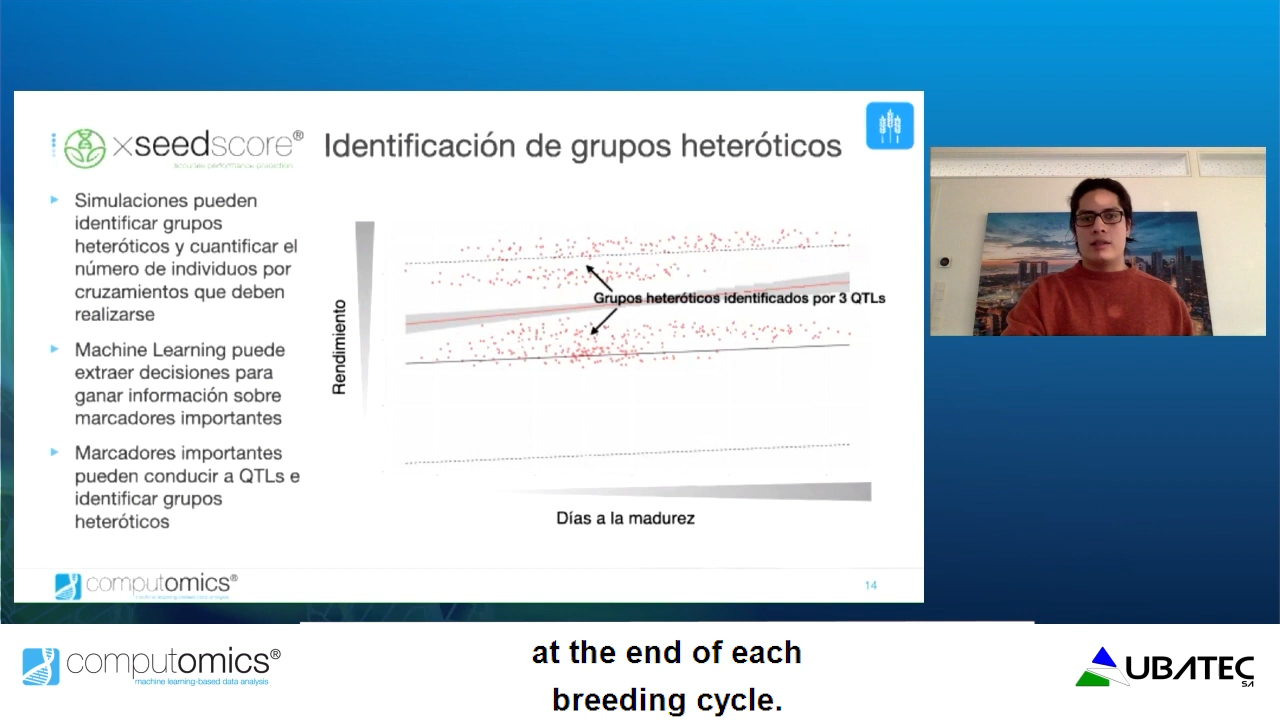 xseedscore®
Identificación de grupos heteróticos
Simulaciones pueden
identificar grupos
heteróticos y cuantificar el
número de individuos por
cruzamientos que deben
realizarse
Machine Learning puede
extraer decisiones para
ganar información sobre
marcadores importantes
Marcadores importantes
pueden conducir a QTLs e
identificar grupos
heteróticos
Rendimiento
Grupos heteróticos identificados por 3 QTLs
Días a la madurez
computomics®
14
computomics®
machine learning-based data analysis
at the end of each
breeding cycle.
UBATEC
SA